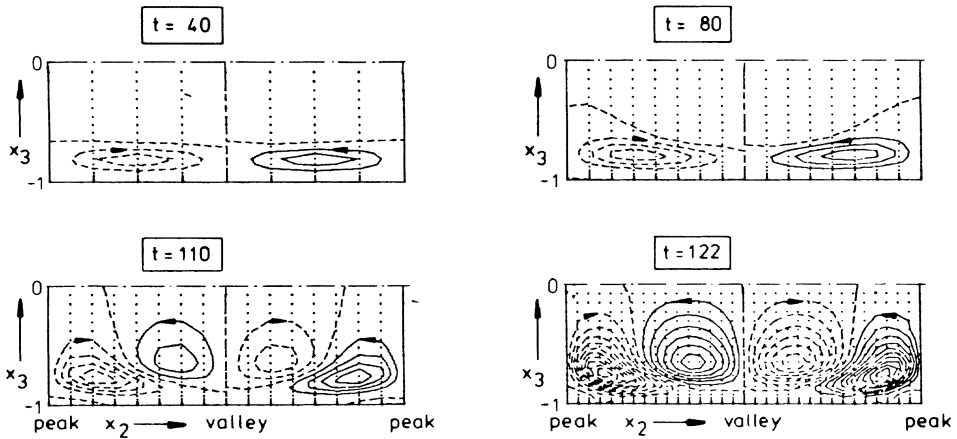 t = 40
0
x3
-1
t = 80
0
x3
-1
t = 110
0
x3
-1
peak x2 valley peak
t = 122
0
x3
-1
peak x2 valley peak